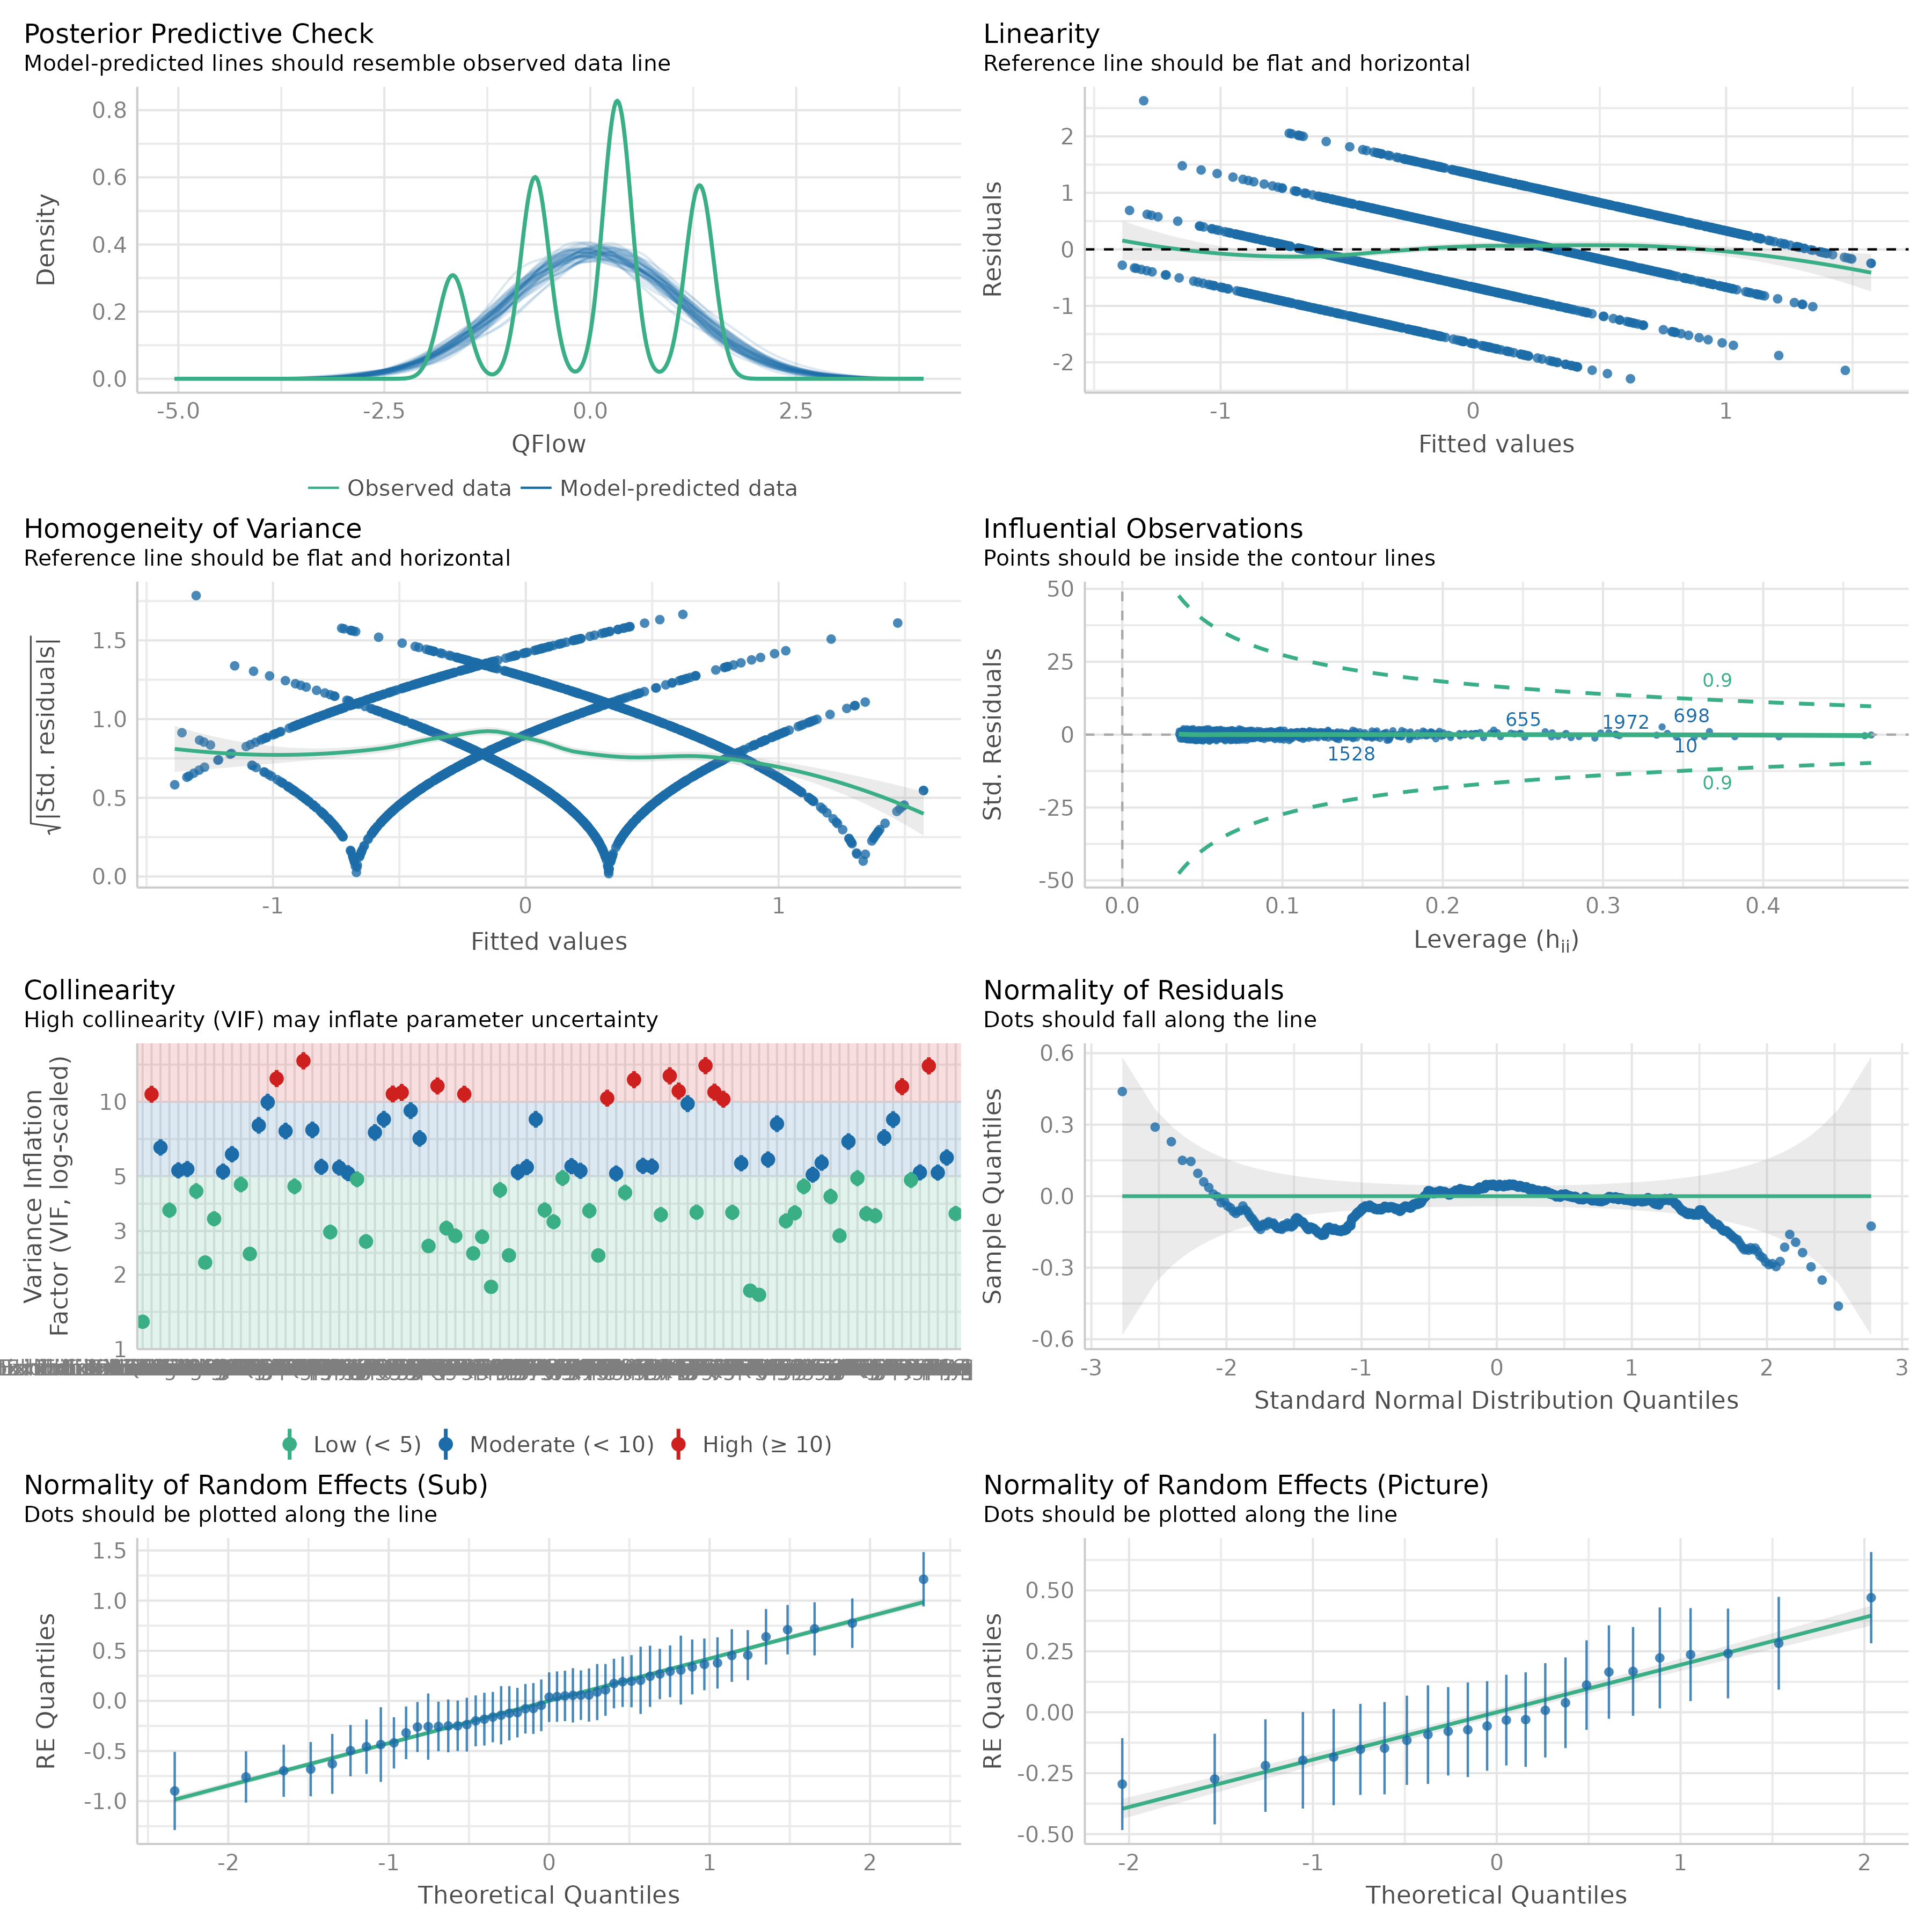 Posterior Predictive Check
Model-predicted lines should resemble observed data line
0.8
0.6
0.4
0.2
0.0
Density
-5.0 -2.5 0.0 2.5
QFlow
Observed data Model-predicted data
Linearity
Reference line should be flat and horizontal
2
1
0
-1
-2
Residuals
-1 0 1
Fitted values
Homogeneity of Variance
Reference line should be flat and horizontal
1.5
1.0
0.5
0.0
√|Std. residuals|
-1 0 1
Fitted values
Influential Observations
Points should be inside the contour lines
50
25
0
-25
-50
Std. Residuals
0.9
655 1972 698
1528 10
0.9
0.0 0.1 0.2 0.3 0.4
Leverage (hii)
Collinearity
High collinearity (VIF) may inflate parameter uncertainty
10
5
3
2
1
Variance Inflation
Factor (VIF, log-scaled)
Low (< 5) Moderate (< 10) High (≥ 10)
Normality of Residuals
Dots should fall along the line
0.6
0.3
0.0
-0.3
-0.6
Sample Quantiles
-3 -2 -1 0 1 2 3
Standard Normal Distribution Quantiles
Normality of Random Effects (Sub)
Dots should be plotted along the line
1.5
1.0
0.5
0.0
-0.5
-1.0
RE Quantiles
-2 -1 0 1 2
Theoretical Quantiles
Normality of Random Effects (Picture)
Dots should be plotted along the line
0.50
0.25
0.00
-0.25
-0.50
RE Quantiles
-2 -1 0 1 2
Theoretical Quantiles